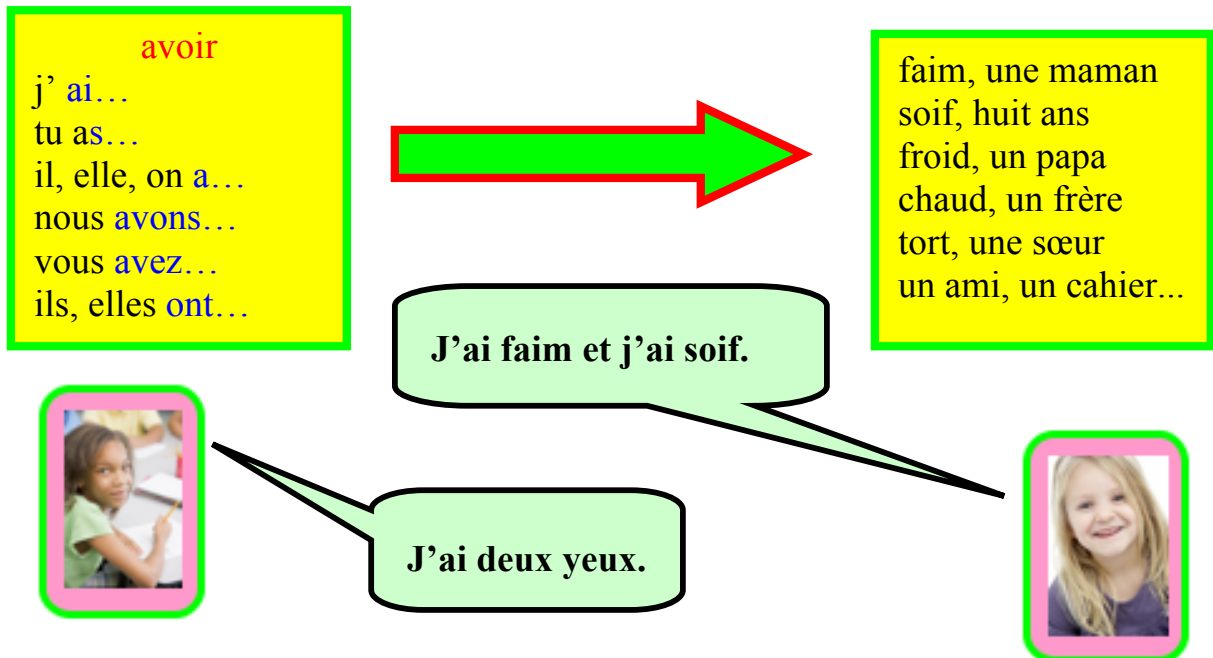 avoir
j’ ai…
tu as…
il, elle, on a…
nous avons…
vous avez…
ils, elles ont…
faim, une maman
soif, huit ans
froid, un papa
chaud, un frère
tort, une sœur
un ami, un cahier...
J’ai faim et j’ai soif.
J’ai deux yeux.